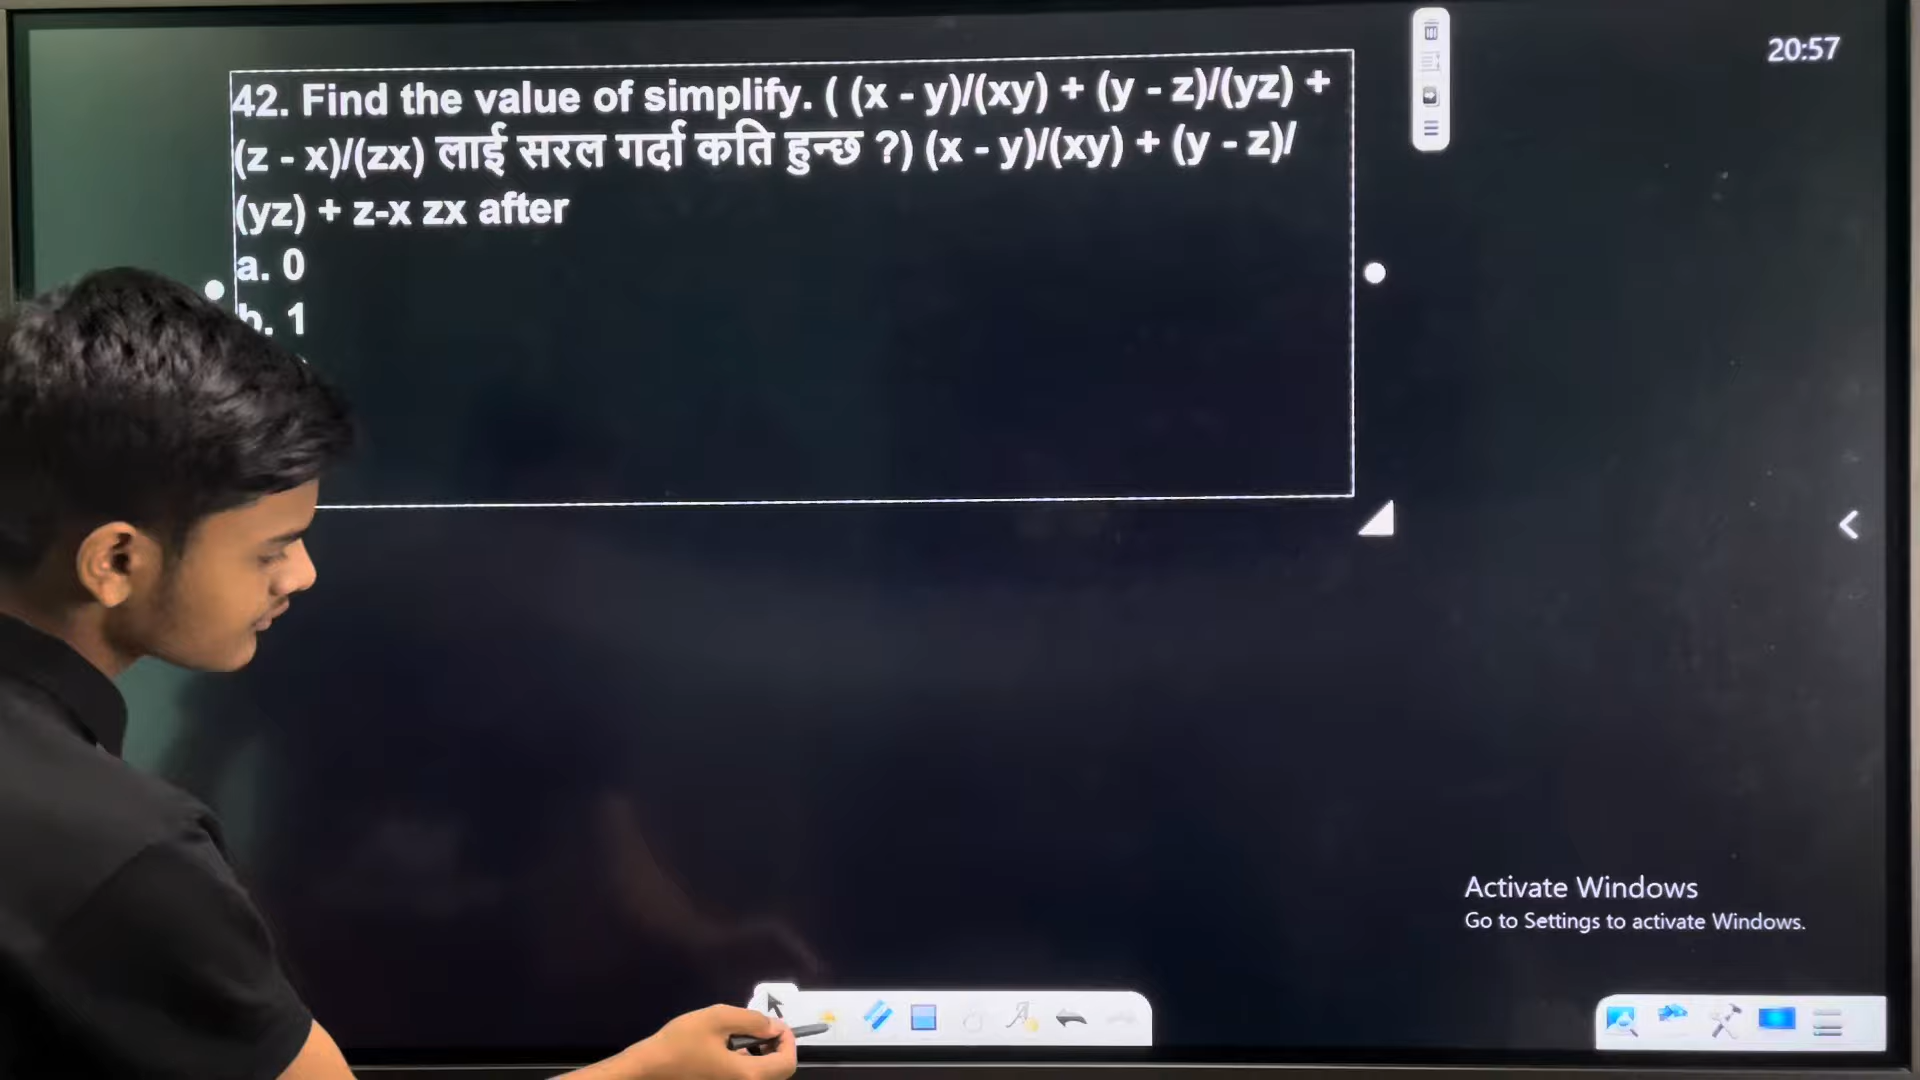 20:57
42. Find the value of simplify. ( (x - y)/(xy) + (y - z)/(yz) +
(z - x)/(zx) लाई सरल गर्दा कति हुन्छ ?) (x - y)/(xy) + (y - z)/
(yz) + z-x zx after
a. 0
b. 1
Activate Windows
Go to Settings to activate Windows.